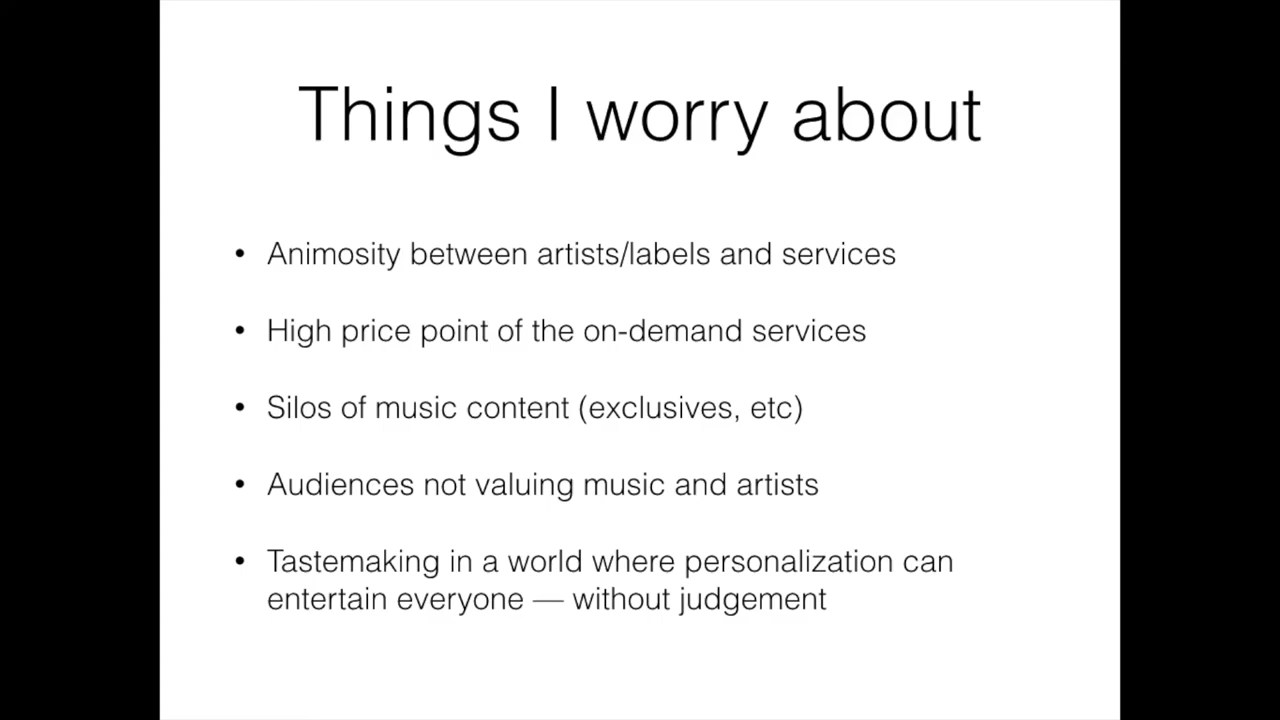 Things I worry about
• Animosity between artists/labels and services
• High price point of the on-demand services
• Silos of music content (exclusives, etc)
• Audiences not valuing music and artists
• Tastemaking in a world where personalization can
entertain everyone — without judgement